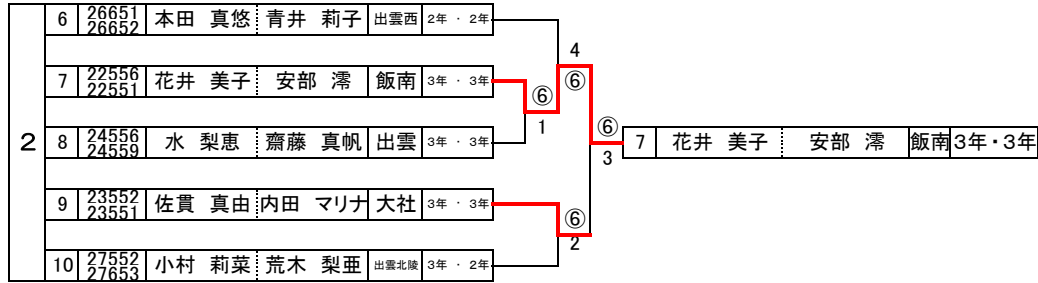 6 26651 26652 本田 真悠 青井 莉子 出雲西 2年 ・ 2年
4
7 22556 22551 花井 美子 安部 澪 飯南 3年 ・ 3年
⑥
⑥
1
2
8 24556 24559 水 梨恵 齋藤 真帆 出雲 3年 ・ 3年
⑥
3
7 花井 美子 安部 澪 飯南 3年・3年
9 23552 23551 佐貫 真由 内田 マリナ 大社 3年 ・ 3年
⑥
2
10 27552 27653 小村 莉菜 荒木 梨亜 出雲北陵 3年 ・ 2年